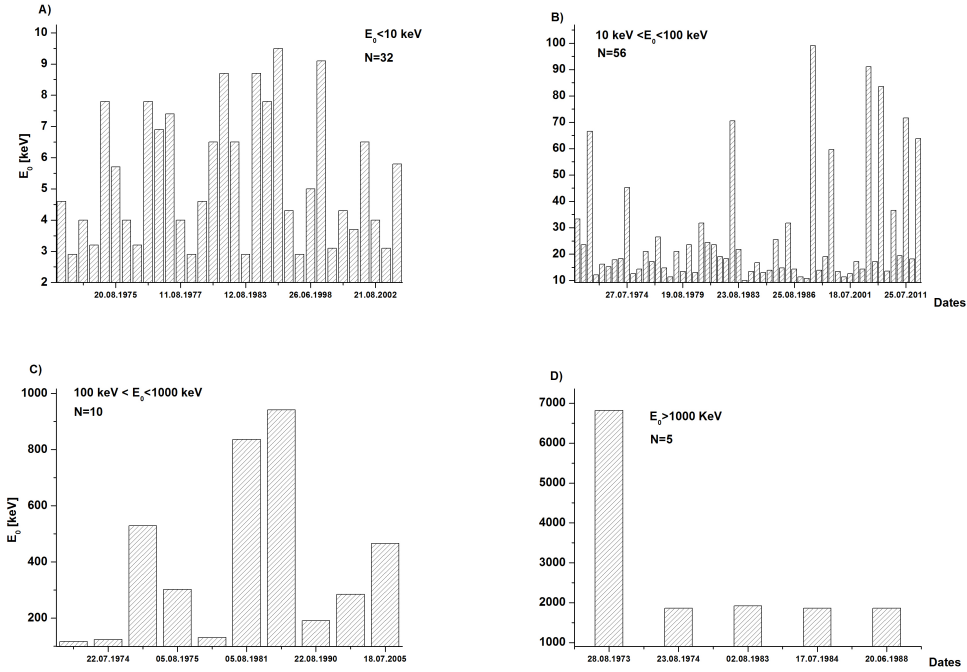 A)
E0<10 keV
N=32
E0 [keV]
10
9
8
7
6
5
4
3
2
20.08.1975 11.08.1977 12.08.1983 26.06.1998 21.08.2002
B)
10 keV <E0<100 keV
N=56
100
90
80
70
60
50
40
30
20
10
27.07.1974 19.08.1979 23.08.1983 25.08.1986 18.07.2001 25.07.2011
Dates
C)
100 keV < E0<1000 keV
N=10
E0 [keV]
1000
800
600
400
200
22.07.1974 05.08.1975 05.08.1981 22.08.1990 18.07.2005
D)
E0>1000 KeV
N=5
7000
6000
5000
4000
3000
2000
1000
28.08.1973 23.08.1974 02.08.1983 17.07.1984 20.06.1988
Dates